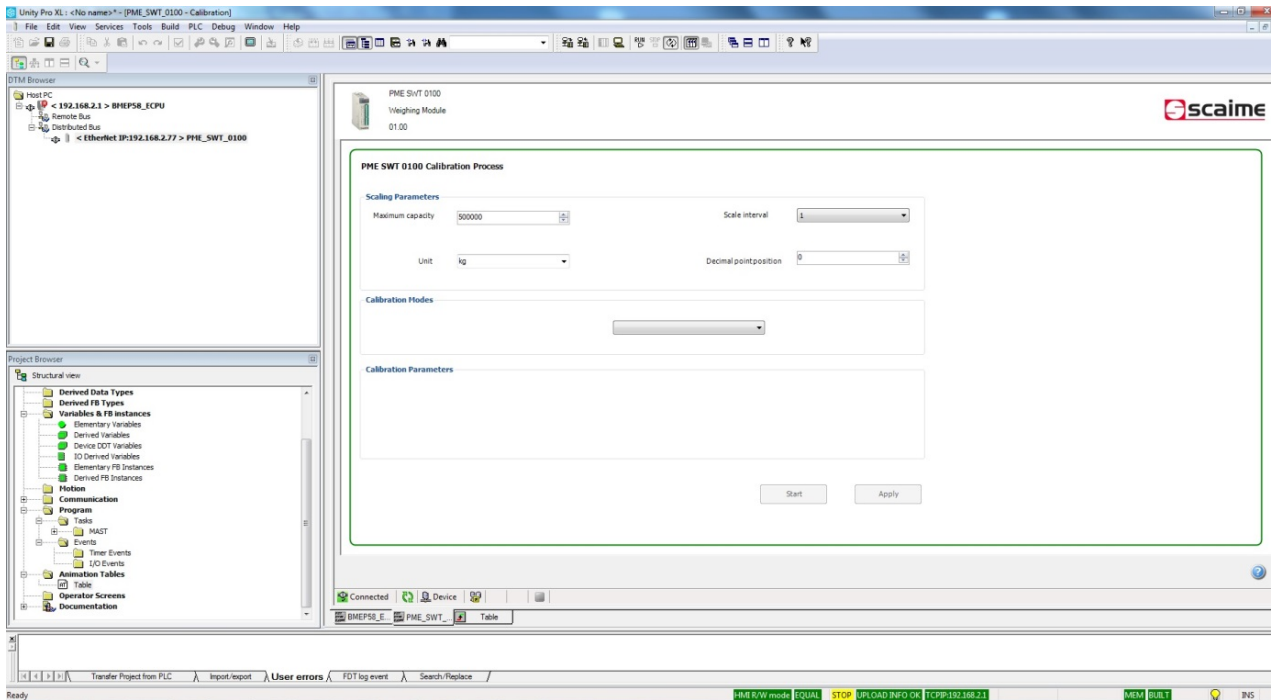 Unity Pro XL : <No name>* - [PME_SWT_0100 - Calibration]
File Edit View Services Tools Build PLC Debug Window Help
DTM Browser
Host PC
< 192.168.2.1 > BMEP58_ECPU
Remote Bus
Distributed Bus
< EtherNet IP:192.168.2.77 > PME_SWT_0100
PME SWT 0100
Weighing Module
01.00
scaime
PME SWT 0100 Calibration Process
Scaling Parameters
Maximum capacity 500000 Scale interval 1
Unit kg Decimal pointposition 0
Calibration Modes
Calibration Parameters
Start Apply
Project Browser
Structural view
Derived Data Types
Derived FB Types
Variables & FB instances
Elementary Variables
Derived Variables
Device DDT Variables
IO Derived Variables
Elementary FB Instances
Derived FB Instances
Motion
Communication
Program
Tasks
MAST
Events
Timer Events
I/O Events
Animation Tables
Table
Operator Screens
Documentation
Connected Device
BMEP58_E... PME_SWT_... Table
Transfer Project from PLC Import/export User errors FDT log event Search/Replace
Ready HMI R/W mode EQUAL STOP UPLOAD INFO OK TCPIP:192.168.2.1 MEM BUILT INS